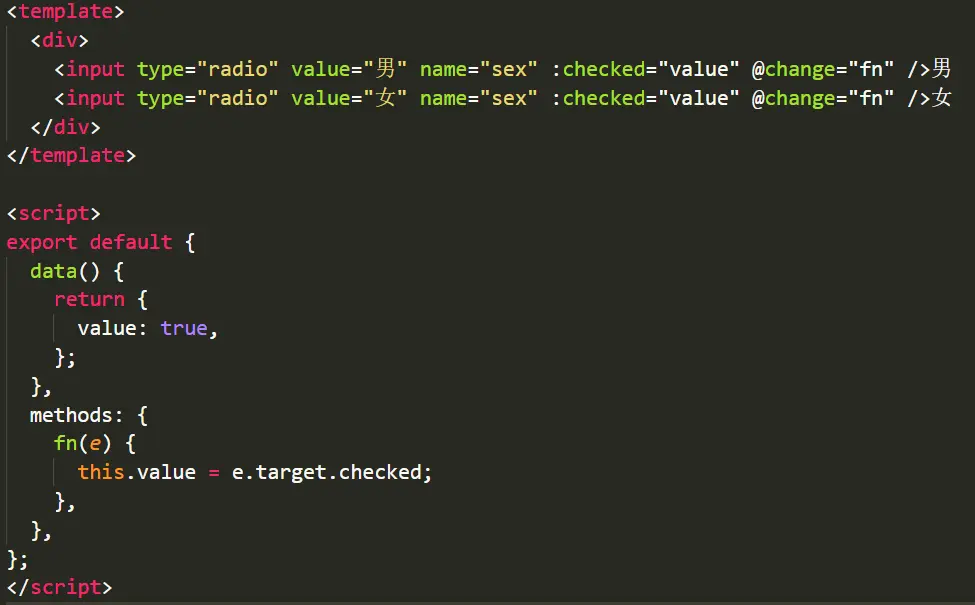 <template>
  <div>
    <input type="radio" value="男" name="sex" :checked="value" @change="fn" />男
    <input type="radio" value="女" name="sex" :checked="value" @change="fn" />女
  </div>
</template>

<script>
export default {
  data() {
    return {
      value: true,
    };
  },
  methods: {
    fn(e) {
      this.value = e.target.checked;
    },
  },
};
</script>